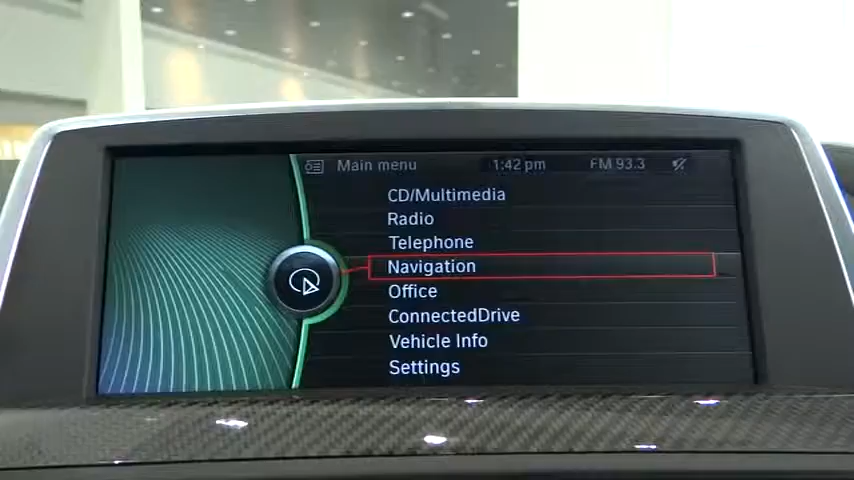 Main menu 1:42 pm FM 93.3
CD/Multimedia
Radio
Telephone
Navigation
Office
ConnectedDrive
Vehicle Info
Settings